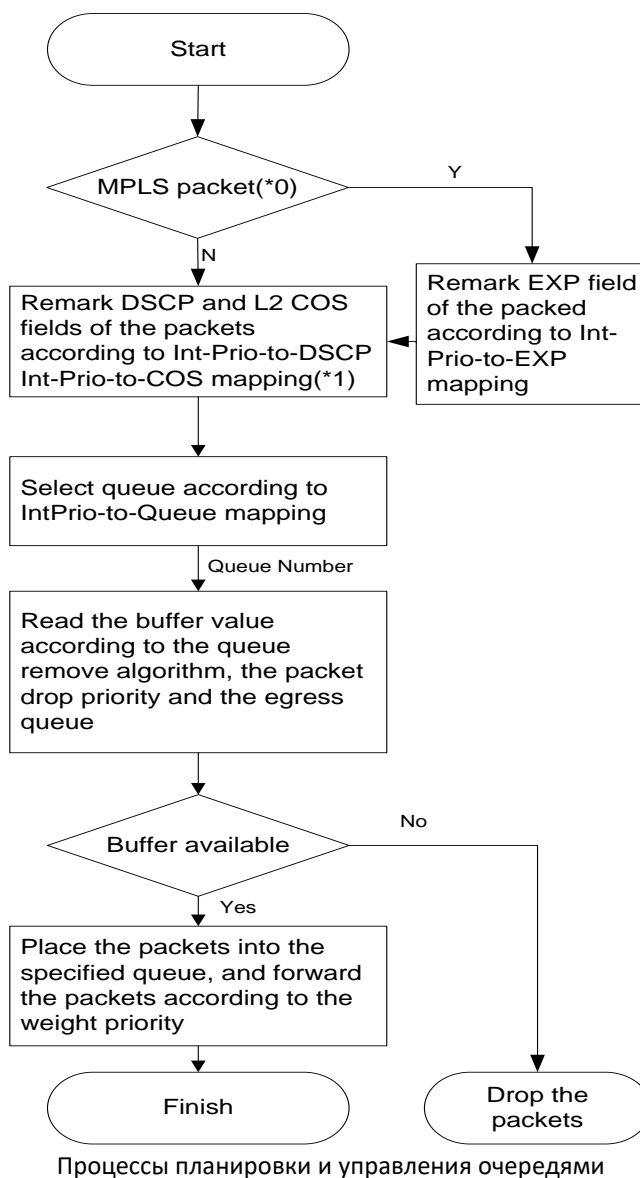 Start
MPLS packet(*0)
Y
N
Remark DSCP and L2 COS
fields of the packets
according to Int-Prio-to-DSCP
Int-Prio-to-COS mapping(*1)
Remark EXP field
of the packed
according to Int-
Prio-to-EXP
mapping
Select queue according to
IntPrio-to-Queue mapping
Queue Number
Read the buffer value
according to the queue
remove algorithm, the packet
drop priority and the egress
queue
Buffer available
No
Yes
Place the packets into the
specified queue, and forward
the packets according to the
weight priority
Finish
Drop the
packets
Процессы планировки и управления очередями